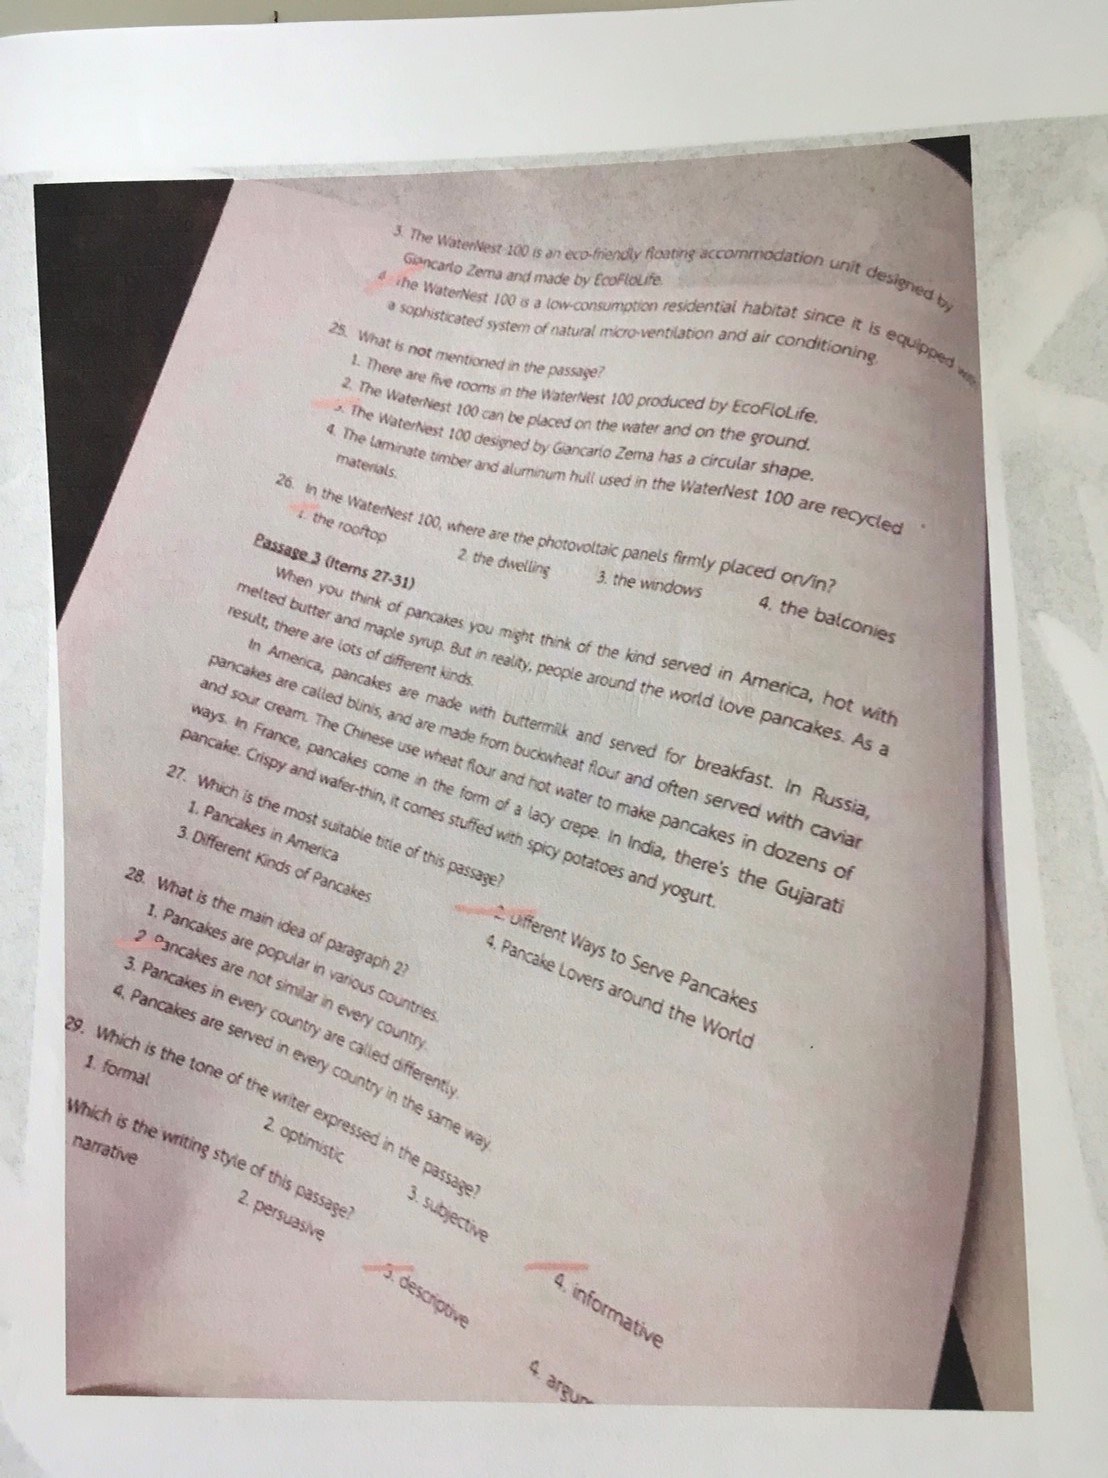 3. The WaterNest 100 is an eco-friendly floating accommodation unit designed by
Giancarlo Zema and made by EcoFloLife.
4. The WaterNest 100 is a low-consumption residential habitat since it is equipped with
a sophisticated system of natural micro-ventilation and air conditioning.
25. What is not mentioned in the passage?
1. There are five rooms in the WaterNest 100 produced by EcoFloLife.
2. The WaterNest 100 can be placed on the water and on the ground.
3. The WaterNest 100 designed by Giancarlo Zema has a circular shape.
4. The laminate timber and aluminum hull used in the WaterNest 100 are recycled
materials.
26. In the WaterNest 100, where are the photovoltaic panels firmly placed on/in?
1. the rooftop 2. the dwelling 3. the windows 4. the balconies
Passage 3 (Items 27-31)
When you think of pancakes you might think of the kind served in America, hot with
melted butter and maple syrup. But in reality, people around the world love pancakes. As a
result, there are lots of different kinds.
In America, pancakes are made with buttermilk and served for breakfast. In Russia,
pancakes are called blinis, and are made from buckwheat flour and often served with caviar
and sour cream. The Chinese use wheat flour and hot water to make pancakes in dozens of
ways. In France, pancakes come in the form of a lacy crepe. In India, there's the Gujarati
pancake. Crispy and wafer-thin, it comes stuffed with spicy potatoes and yogurt.
27. Which is the most suitable title of this passage?
1. Pancakes in America 2. Different Ways to Serve Pancakes
3. Different Kinds of Pancakes 4. Pancake Lovers around the World
28. What is the main idea of paragraph 2?
1. Pancakes are popular in various countries.
2. Pancakes are not similar in every country.
3. Pancakes in every country are called differently.
4. Pancakes are served in every country in the same way.
29. Which is the tone of the writer expressed in the passage?
1. formal 2. optimistic 3. subjective 4. informative
Which is the writing style of this passage?
narrative 2. persuasive 3. descriptive 4.